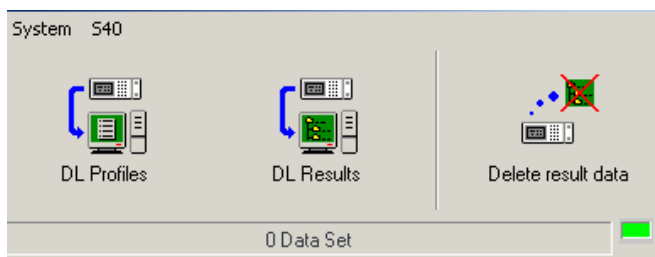 System S40
DL Profiles DL Results Delete result data
0 Data Set